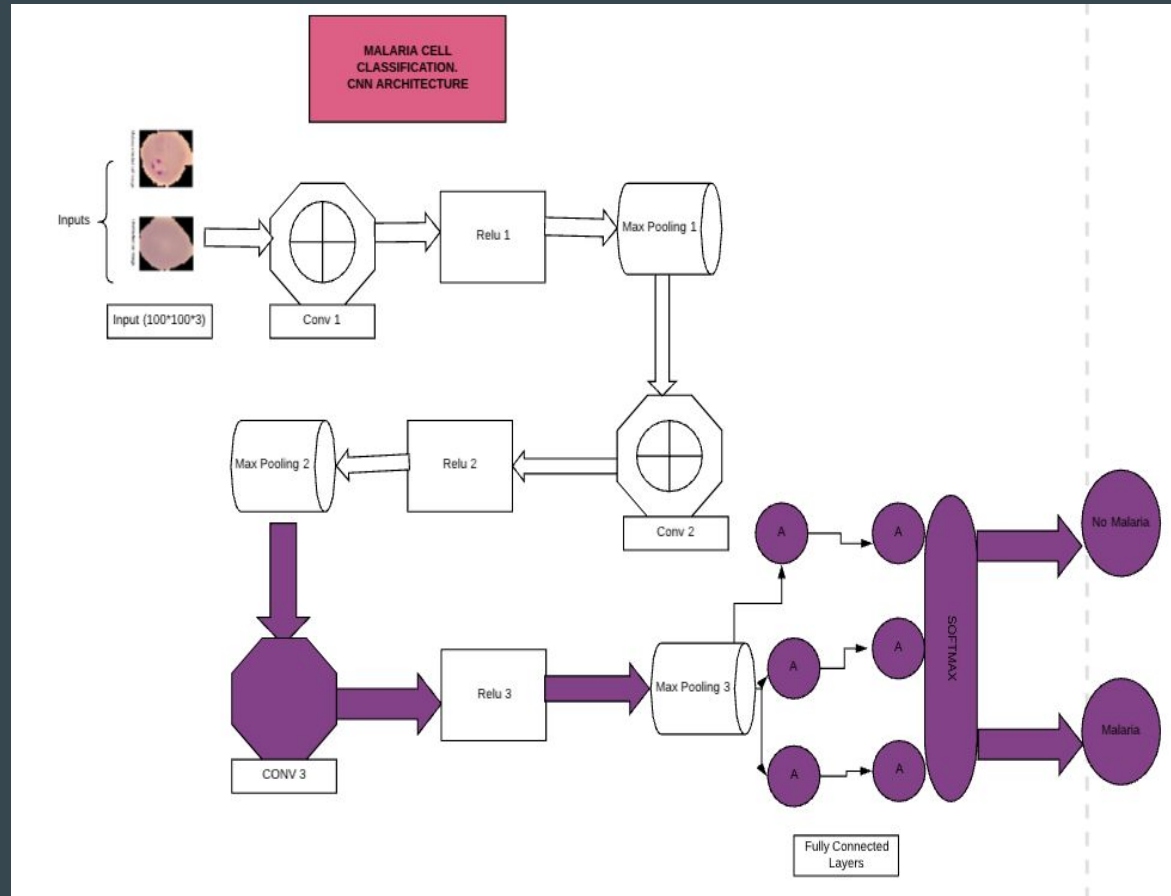 MALARIA CELL
CLASSIFICATION.
CNN ARCHITECTURE
Inputs
Input (100*100*3)
Conv 1
Relu 1
Max Pooling 1
Max Pooling 2
Relu 2
Conv 2
CONV 3
Relu 3
Max Pooling 3
A
A
A
A
A
A
SOFTMAX
No Malaria
Malaria
Fully Connected
Layers